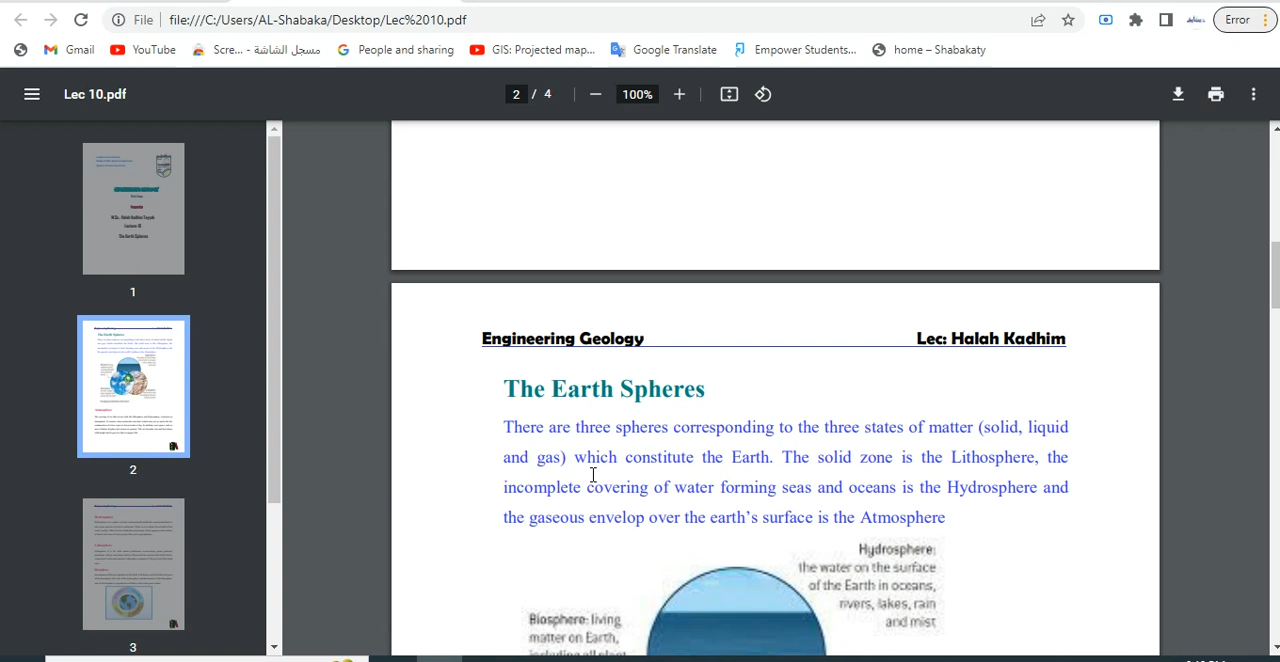 File
file:///C:/Users/AL-Shabaka/Desktop/Lec%2010.pdf
Error
Gmail
YouTube
Scre... - مسجل الشاشة
People and sharing
GIS: Projected map...
Google Translate
Empower Students...
home – Shabakaty
Lec 10.pdf
2 / 4
100%
1
2
3
Engineering Geology Lec: Halah Kadhim
The Earth Spheres
There are three spheres corresponding to the three states of matter (solid, liquid
and gas) which constitute the Earth. The solid zone is the Lithosphere, the
incomplete covering of water forming seas and oceans is the Hydrosphere and
the gaseous envelop over the earth's surface is the Atmosphere
Hydrosphere:
the water on the surface
of the Earth in oceans,
rivers, lakes, rain
and mist
Biosphere: living
matter on Earth,
including all plant